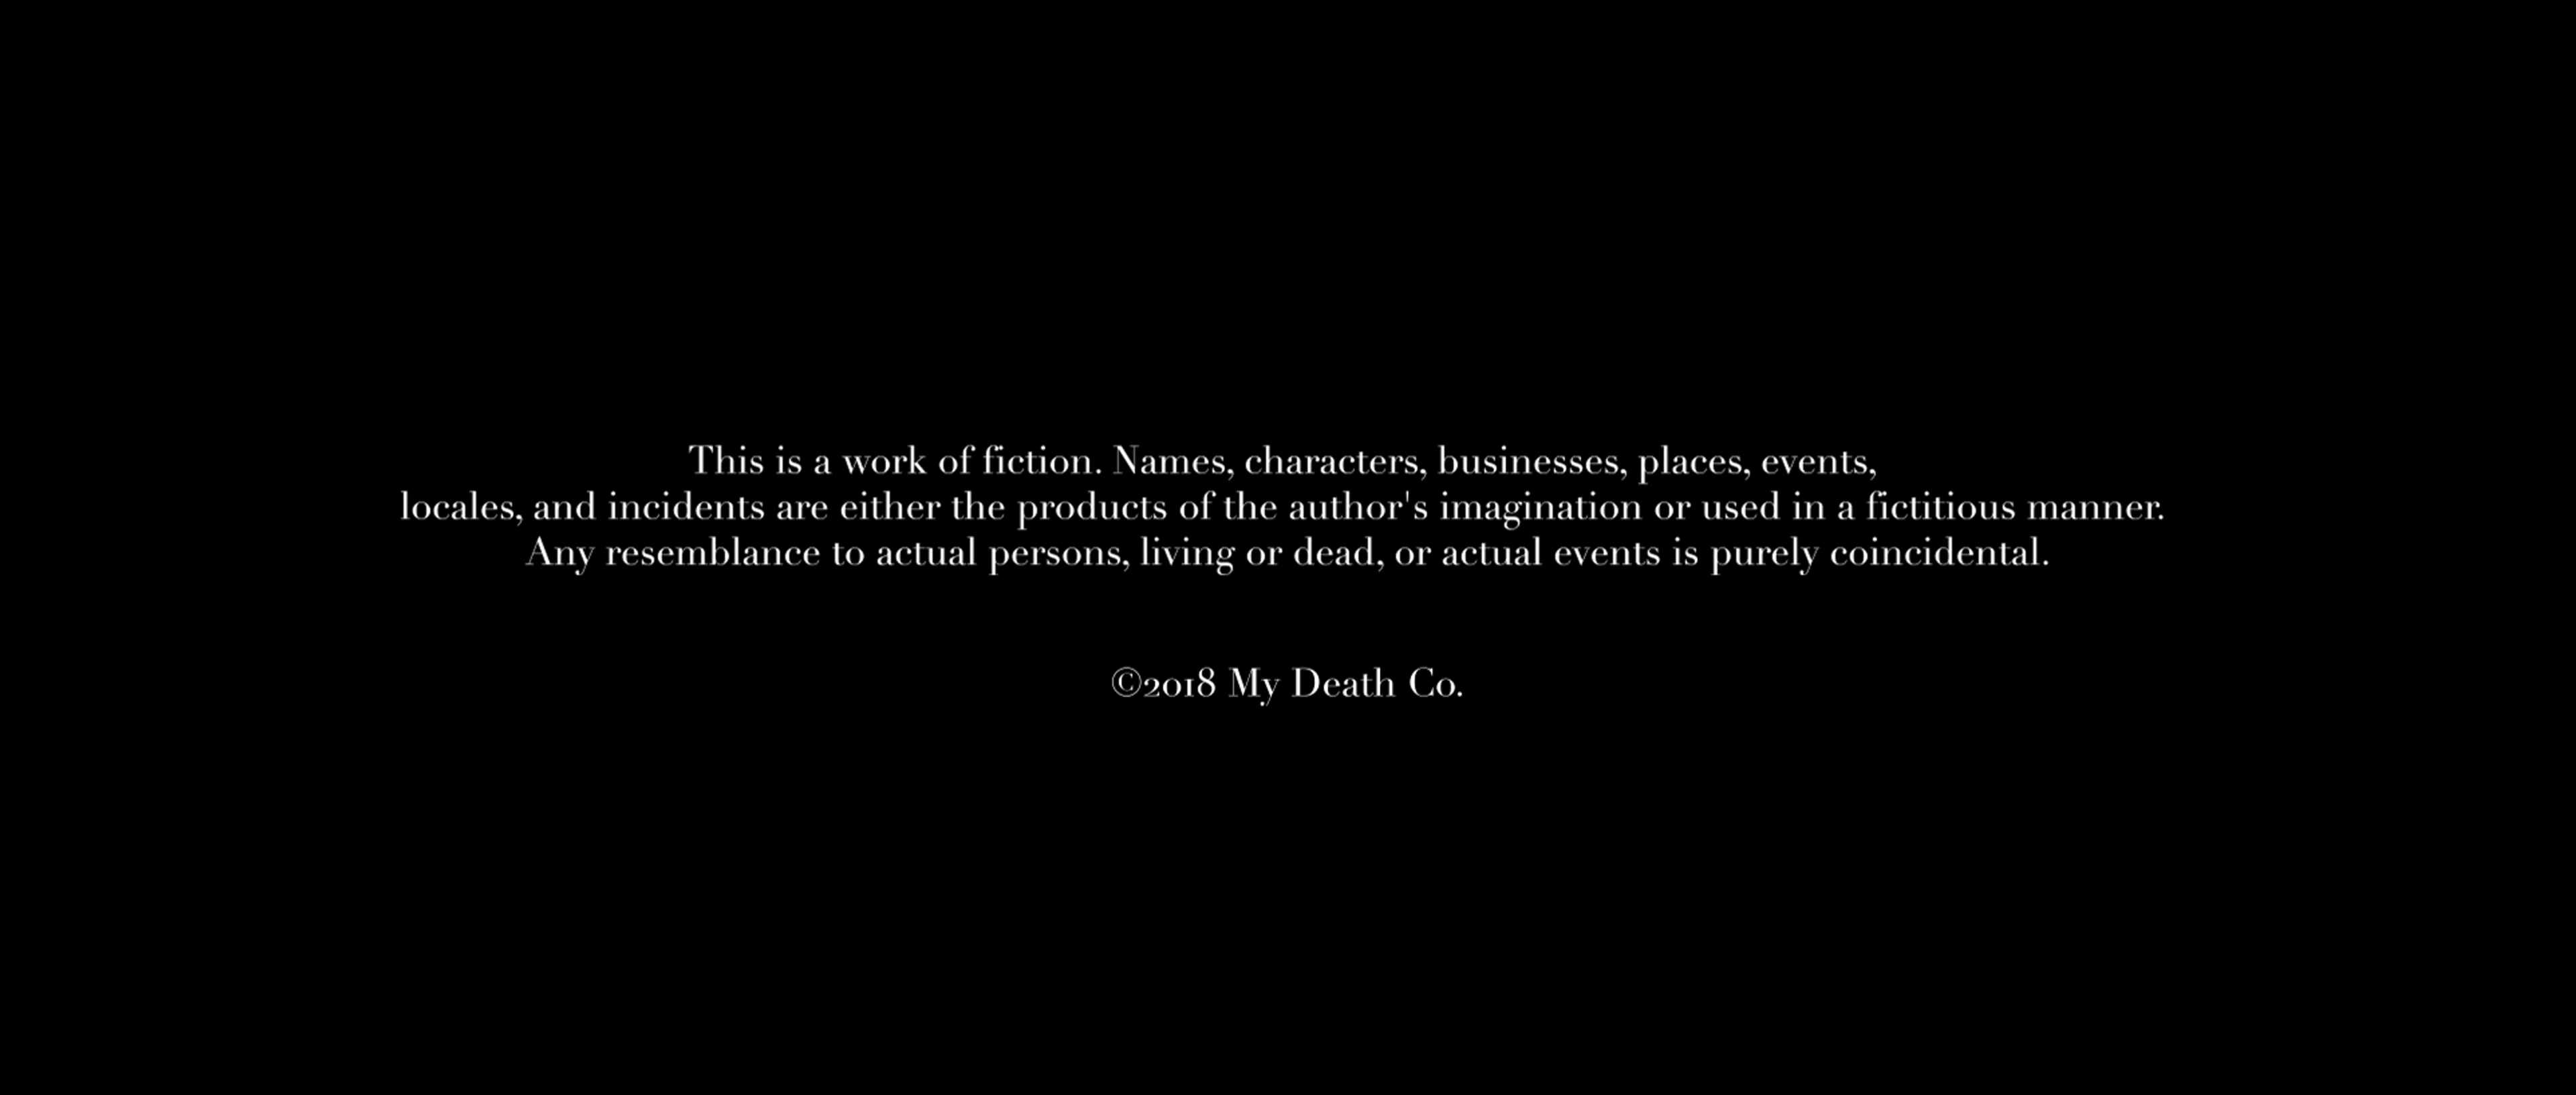 This is a work of fiction. Names, characters, businesses, places, events,
locales, and incidents are either the products of the author's imagination or used in a fictitious manner.
Any resemblance to actual persons, living or dead, or actual events is purely coincidental.
©2018 My Death Co.